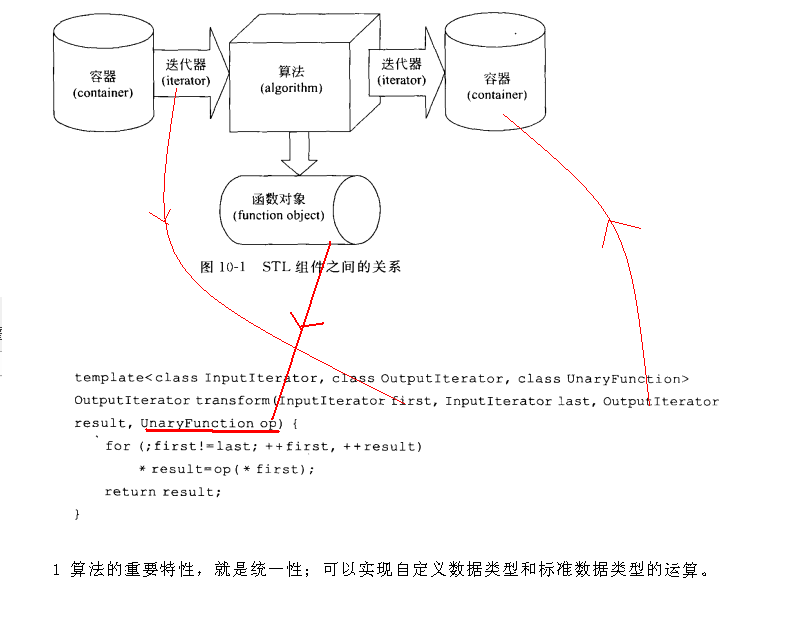 容器
(container)
迭代器
(iterator)
算法
(algorithm)
迭代器
(iterator)
容器
(container)
函数对象
(function object)
图 10-1 STL 组件之间的关系
template<class InputIterator, class OutputIterator, class UnaryFunction>
OutputIterator transform(InputIterator first, InputIterator last, OutputIterator
result, UnaryFunction op) {
for (;first!=last; ++first, ++result)
* result=op(* first);
return result;
}
1 算法的重要特性，就是统一性；可以实现自定义数据类型和标准数据类型的运算。